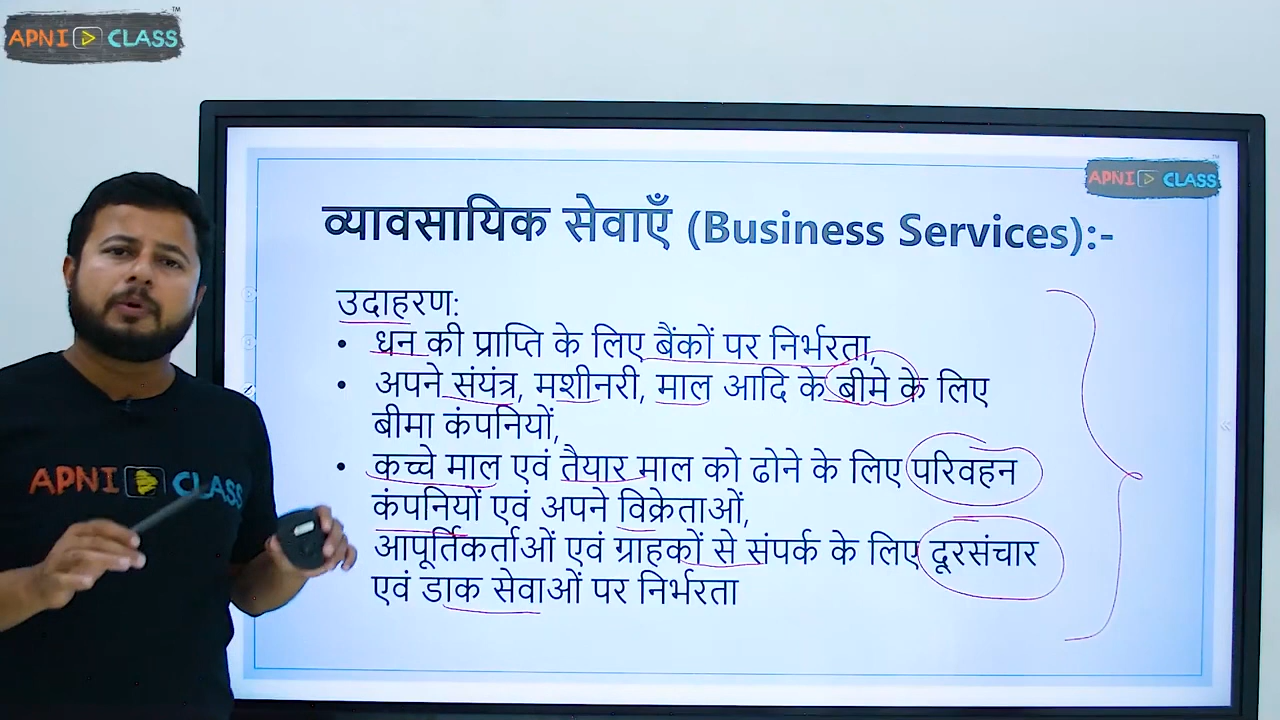 APNI CLASS
TM
APNI CLASS
व्यावसायिक सेवाएँ (Business Services):-
उदाहरण:
• धन की प्राप्ति के लिए बैंकों पर निर्भरता,
• अपने संयंत्र, मशीनरी, माल आदि के बीमे के लिए
बीमा कंपनियों,
• कच्चे माल एवं तैयार माल को ढोने के लिए परिवहन
कंपनियों एवं अपने विक्रेताओं,
आपूर्तिकर्ताओं एवं ग्राहकों से संपर्क के लिए दूरसंचार
एवं डाक सेवाओं पर निर्भरता
APNI CLASS